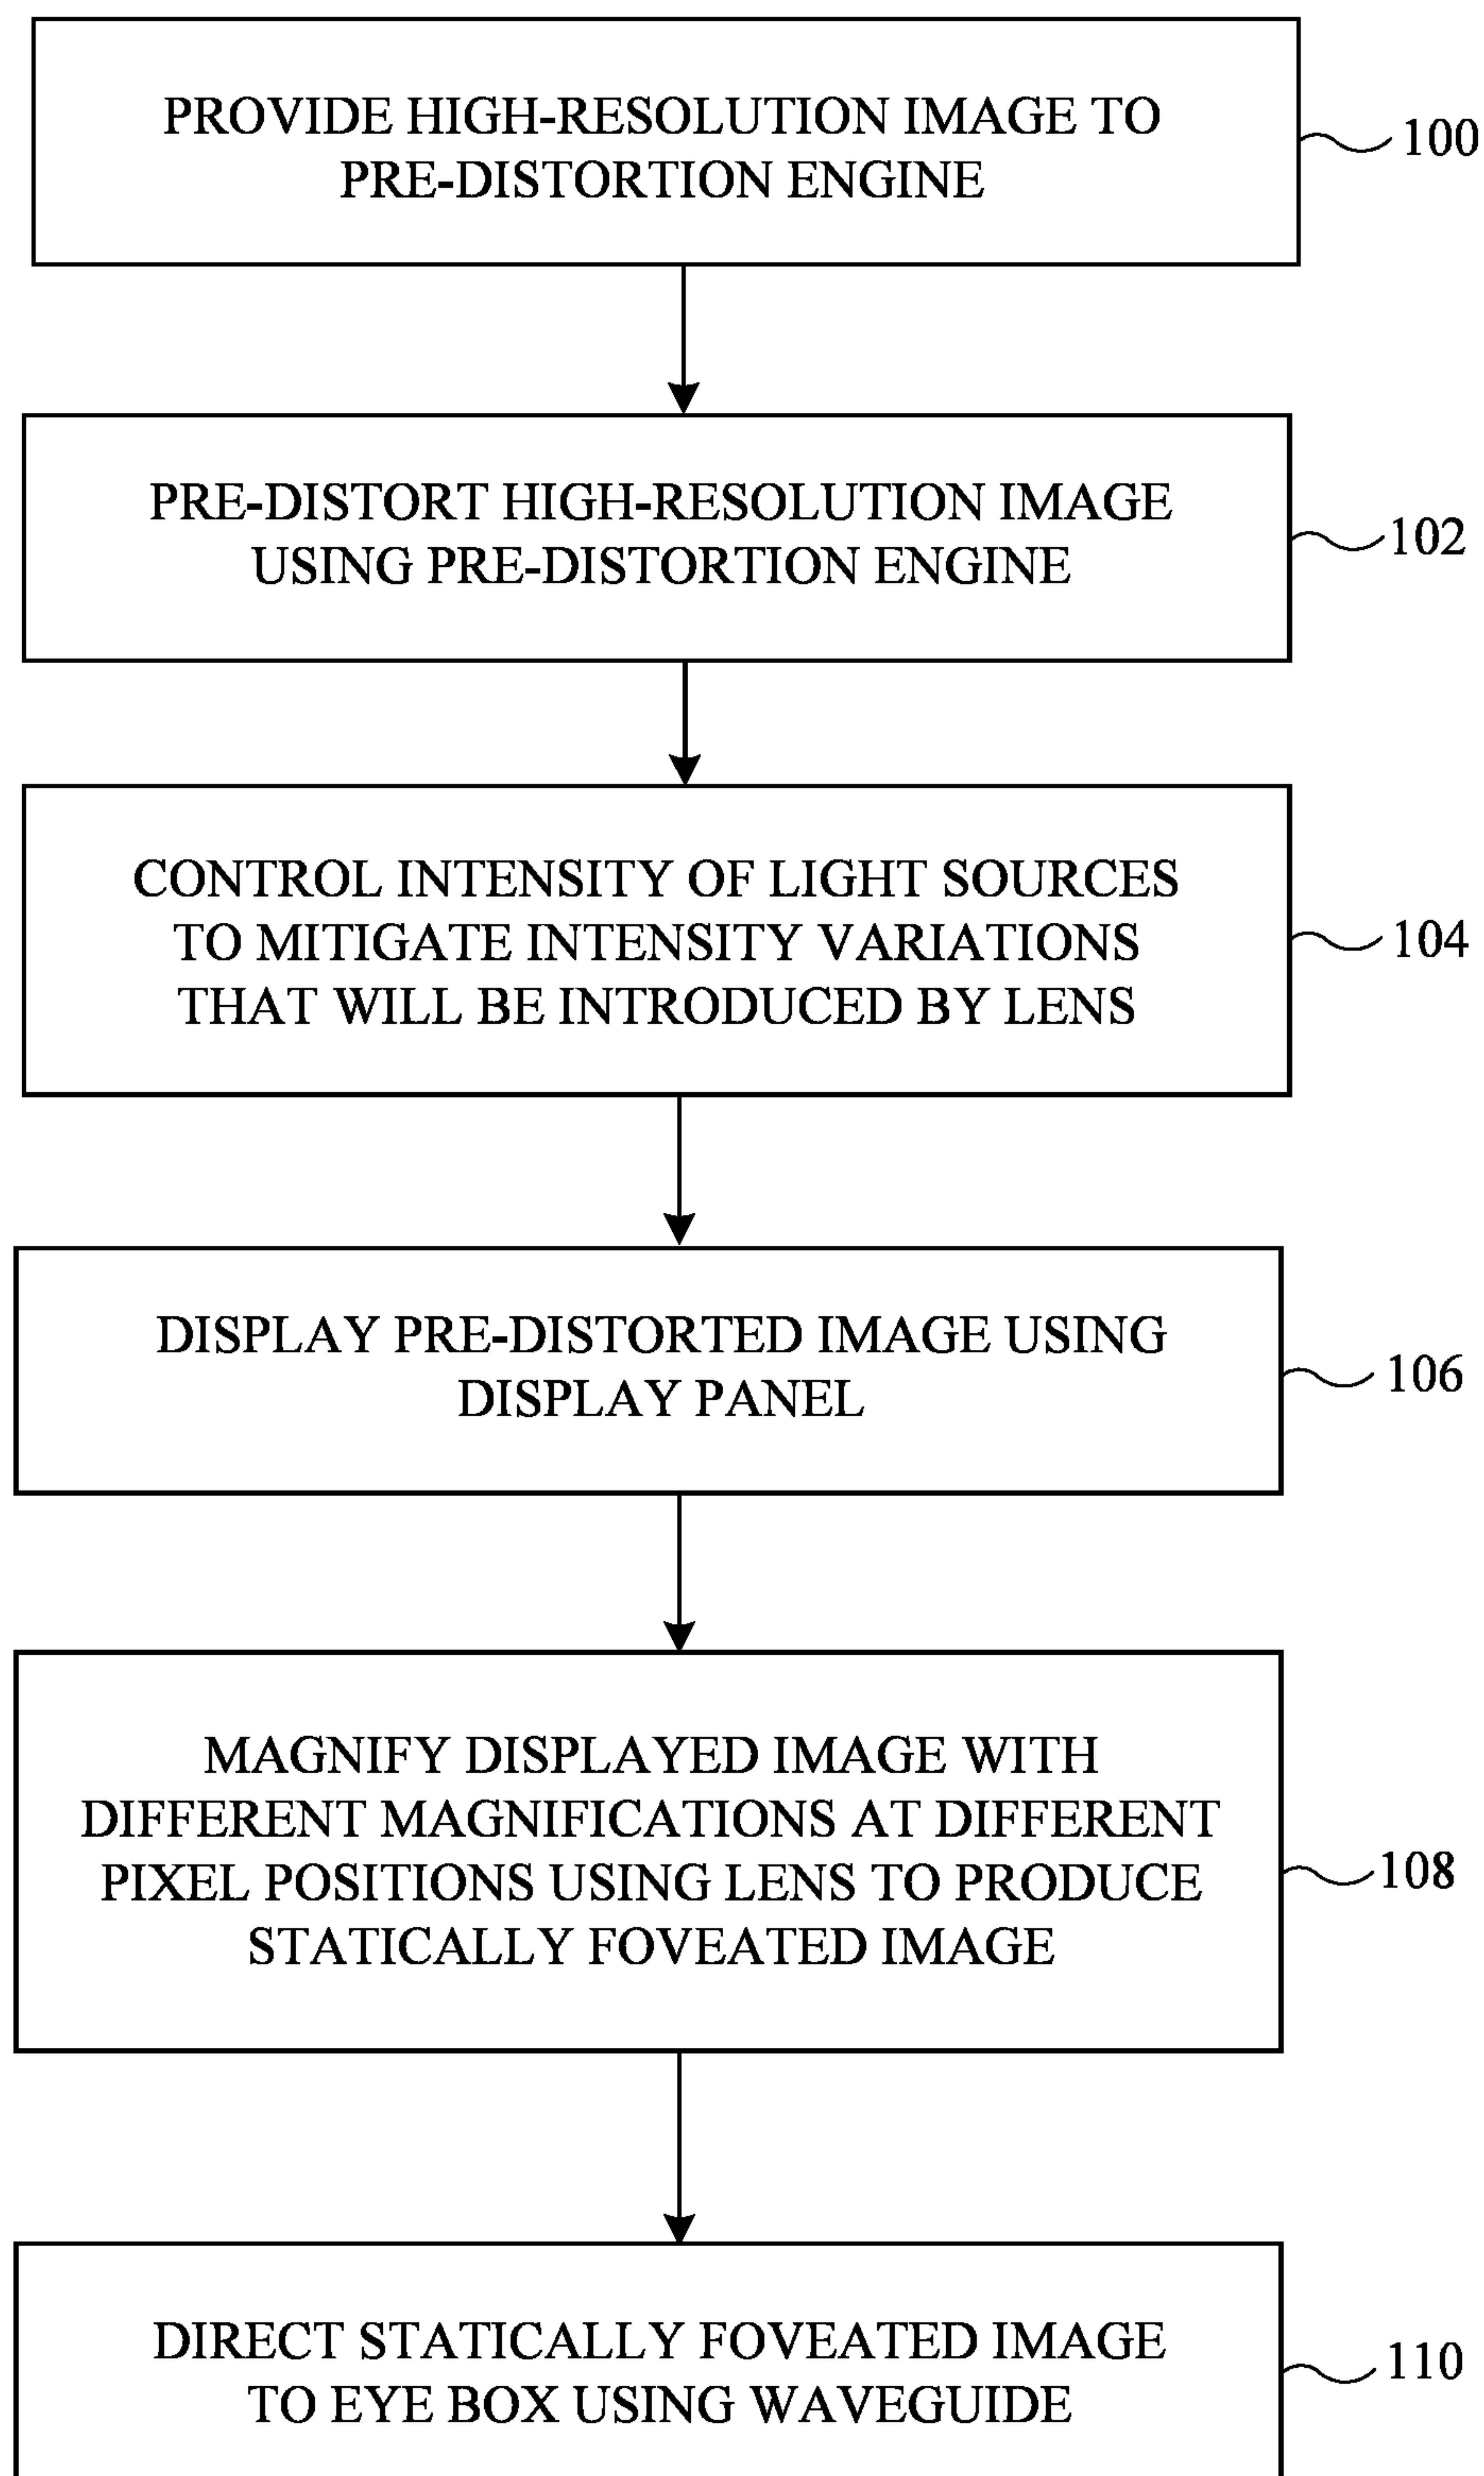 PROVIDE HIGH-RESOLUTION IMAGE TO
PRE-DISTORTION ENGINE
100
PRE-DISTORT HIGH-RESOLUTION IMAGE
USING PRE-DISTORTION ENGINE
102
CONTROL INTENSITY OF LIGHT SOURCES
TO MITIGATE INTENSITY VARIATIONS
THAT WILL BE INTRODUCED BY LENS
104
DISPLAY PRE-DISTORTED IMAGE USING
DISPLAY PANEL
106
MAGNIFY DISPLAYED IMAGE WITH
DIFFERENT MAGNIFICATIONS AT DIFFERENT
PIXEL POSITIONS USING LENS TO PRODUCE
STATICALLY FOVEATED IMAGE
108
DIRECT STATICALLY FOVEATED IMAGE
TO EYE BOX USING WAVEGUIDE
110